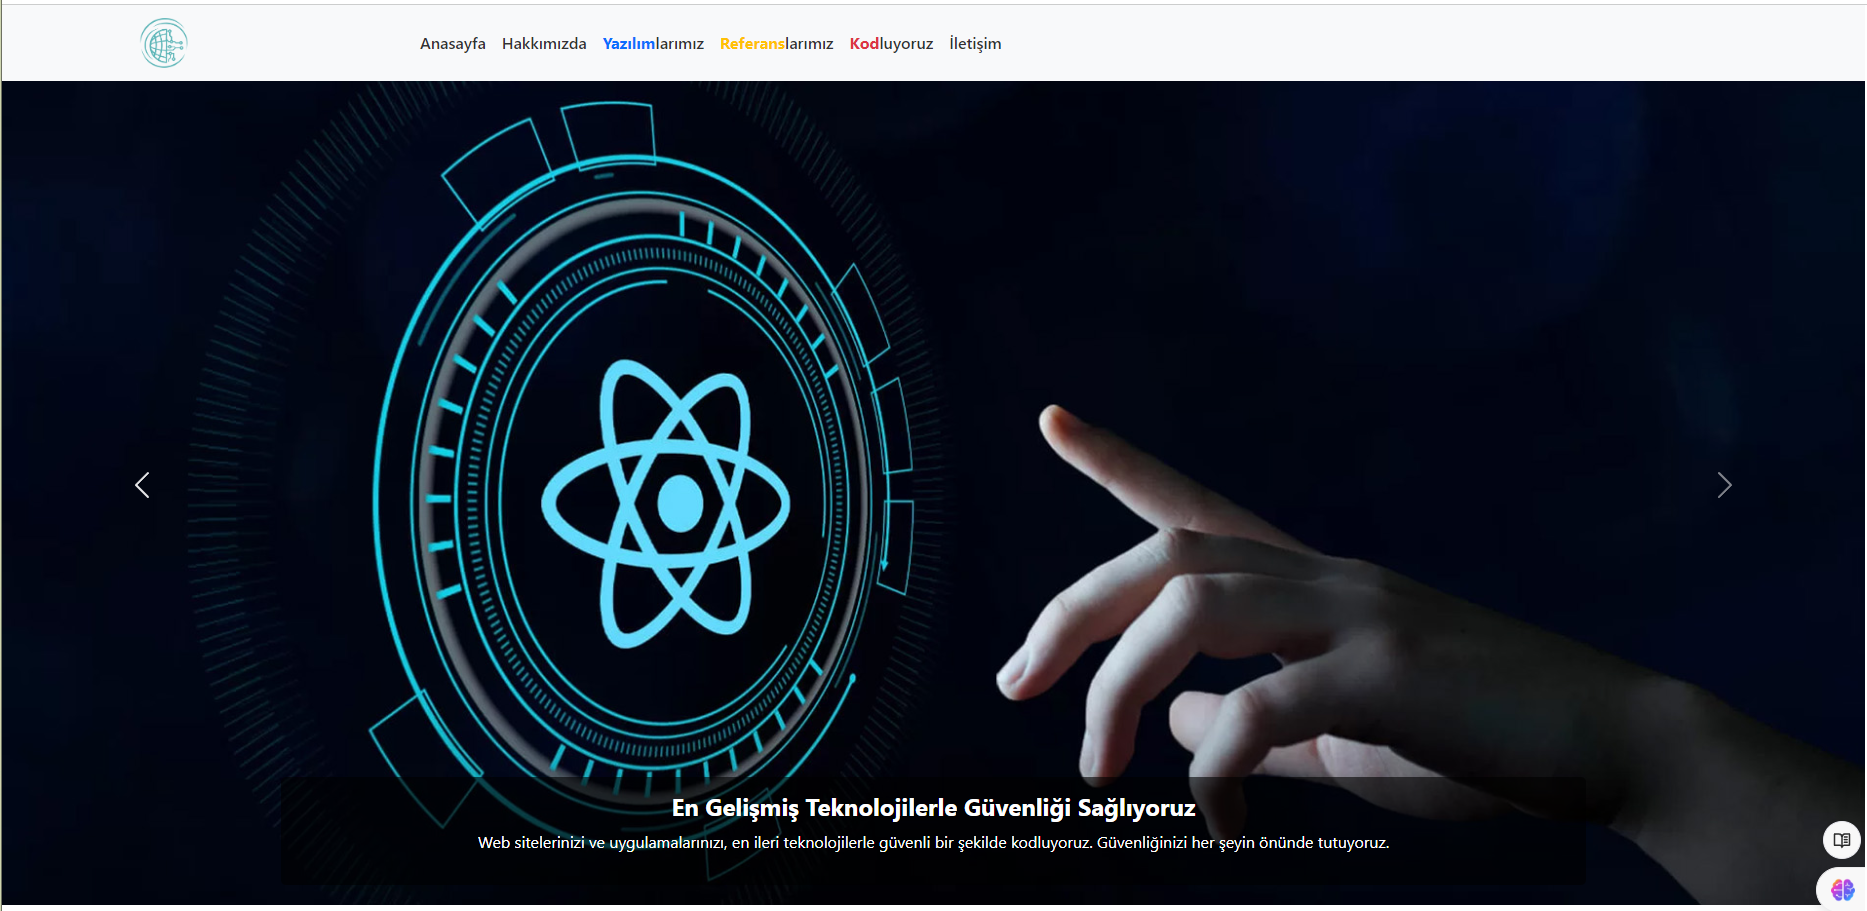 Anasayfa Hakkımızda Yazılımlarımız Referanslarımız Kodluyoruz İletişim
En Gelişmiş Teknolojilerle Güvenliği Sağlıyoruz
Web sitelerinizi ve uygulamalarınızı, en ileri teknolojilerle güvenli bir şekilde kodluyoruz. Güvenliğinizi her şeyin önünde tutuyoruz.